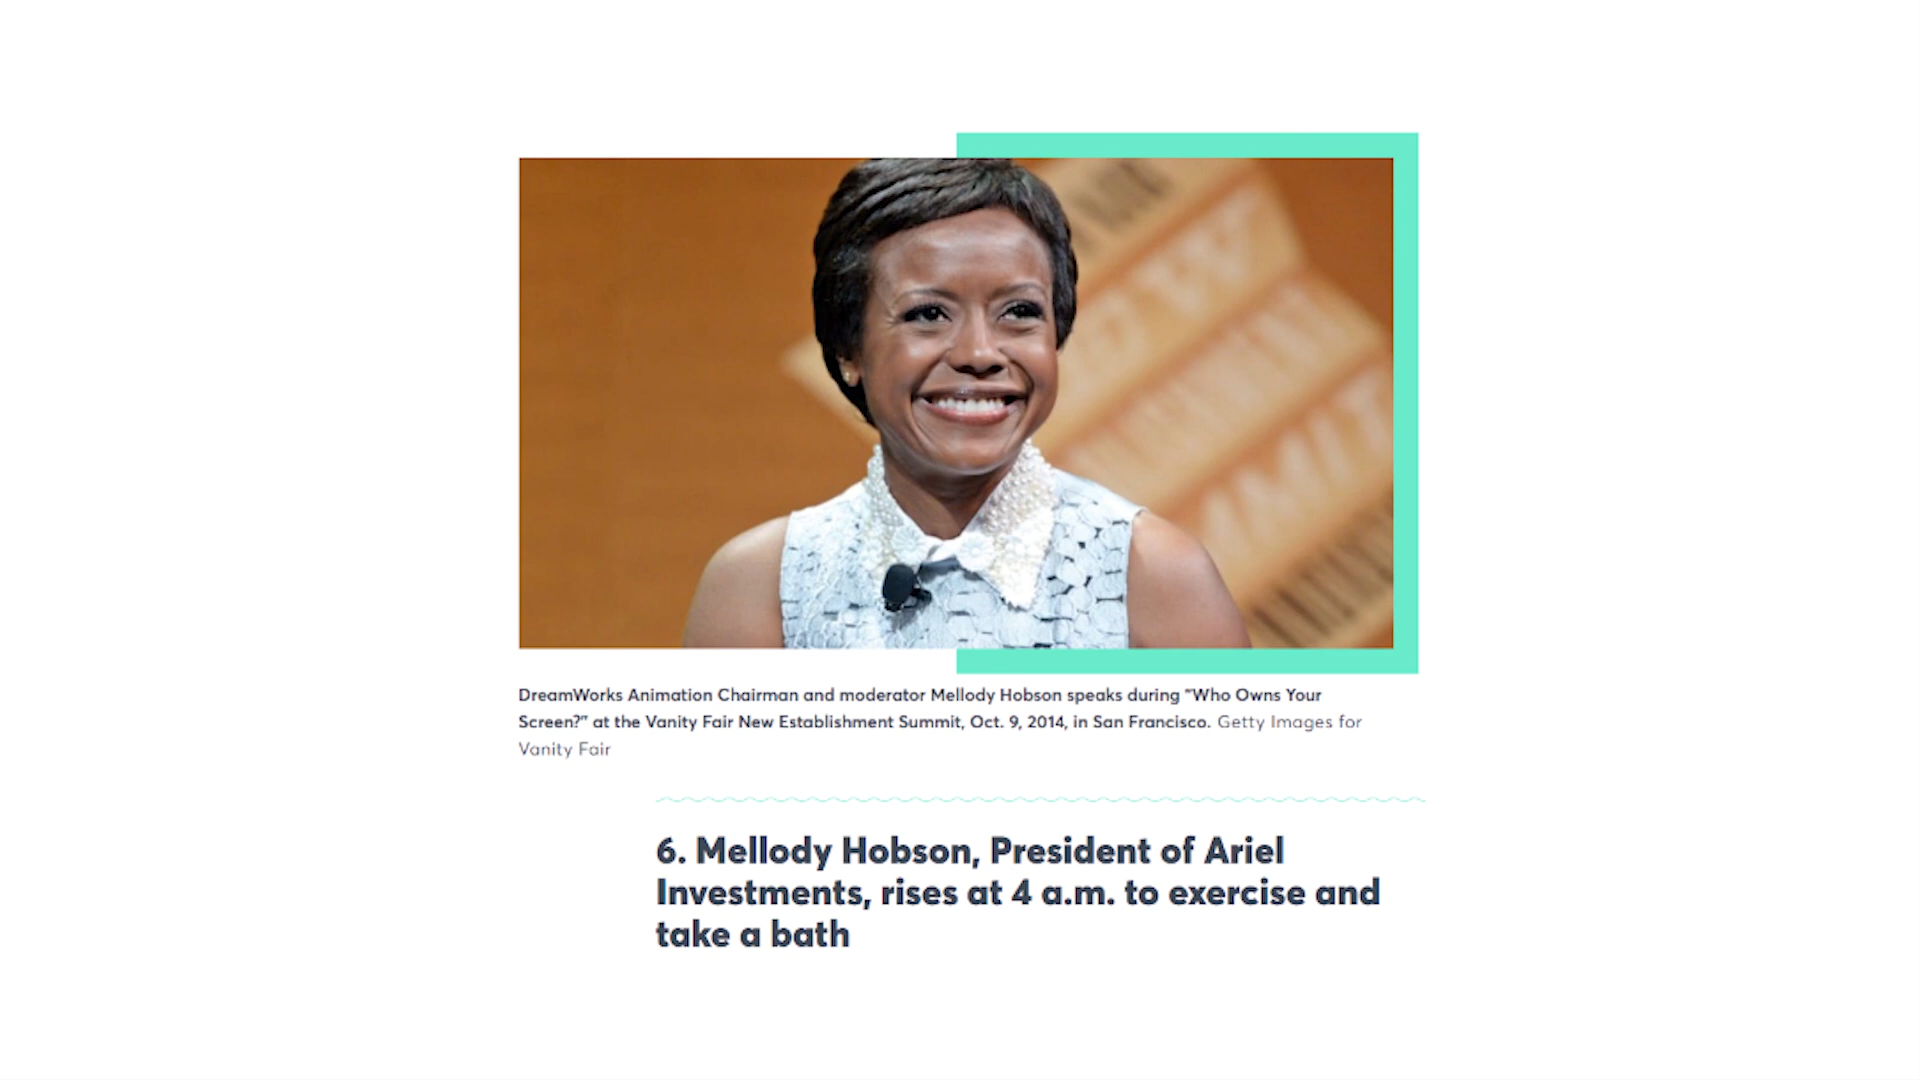 DreamWorks Animation Chairman and moderator Mellody Hobson speaks during "Who Owns Your
Screen?" at the Vanity Fair New Establishment Summit, Oct. 9, 2014, in San Francisco. Getty Images for
Vanity Fair
6. Mellody Hobson, President of Ariel
Investments, rises at 4 a.m. to exercise and
take a bath